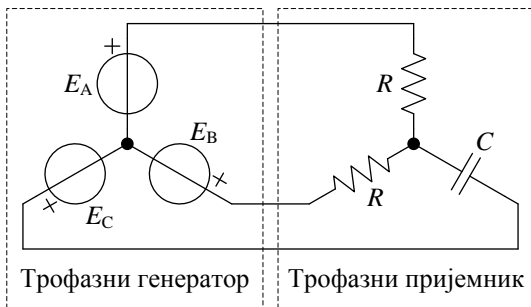 +
E_A
R
E_B
C
+
+
E_C
R
Трофазни генератор
Трофазни пријемник